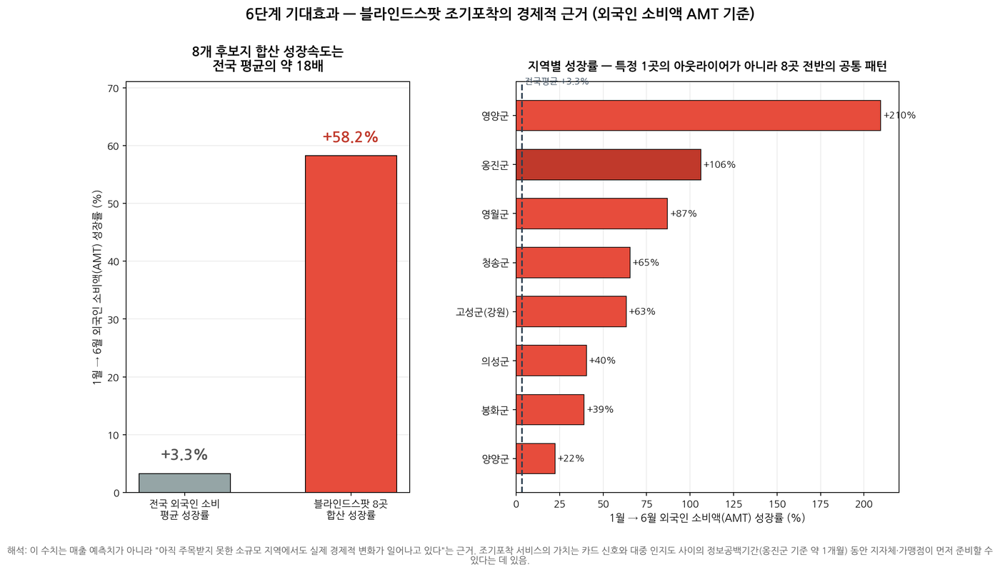 6단계 기대효과 — 블라인드스팟 조기포착의 경제적 근거 (외국인 소비액 AMT 기준)
8개 후보지 합산 성장속도는
전국 평균의 약 18배
1월 → 6월 외국인 소비액(AMT) 성장률 (%)
70
60
50
40
30
20
10
0
+3.3%
+58.2%
전국 외국인 소비
평균 성장률
블라인드스팟 8곳
합산 성장률
지역별 성장률 — 특정 1곳의 아웃라이어가 아니라 8곳 전반의 공통 패턴
전국평균 +3.3%
영양군 +210%
옹진군 +106%
영월군 +87%
청송군 +65%
고성군(강원) +63%
의성군 +40%
봉화군 +39%
양양군 +22%
0 25 50 75 100 125 150 175 200
1월 → 6월 외국인 소비액(AMT) 성장률 (%)
해석: 이 수치는 매출 예측치가 아니라 "아직 주목받지 못한 소규모 지역에서도 실제 경제적 변화가 일어나고 있다"는 근거. 조기포착 서비스의 가치는 카드 신호와 대중 인지도 사이의 정보공백기간(옹진군 기준 약 1개월) 동안 지자체·가맹점이 먼저 준비할 수
있다는 데 있음.